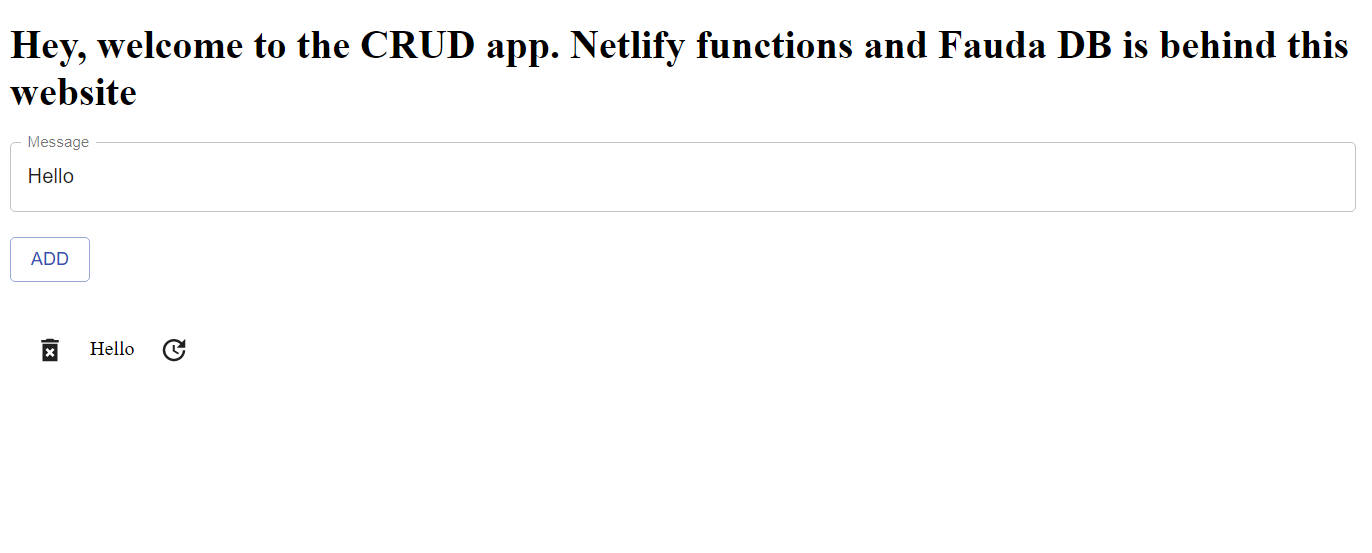 Hey, welcome to the CRUD app. Netlify functions and Fauda DB is behind this
website
Message
Hello
ADD
Hello